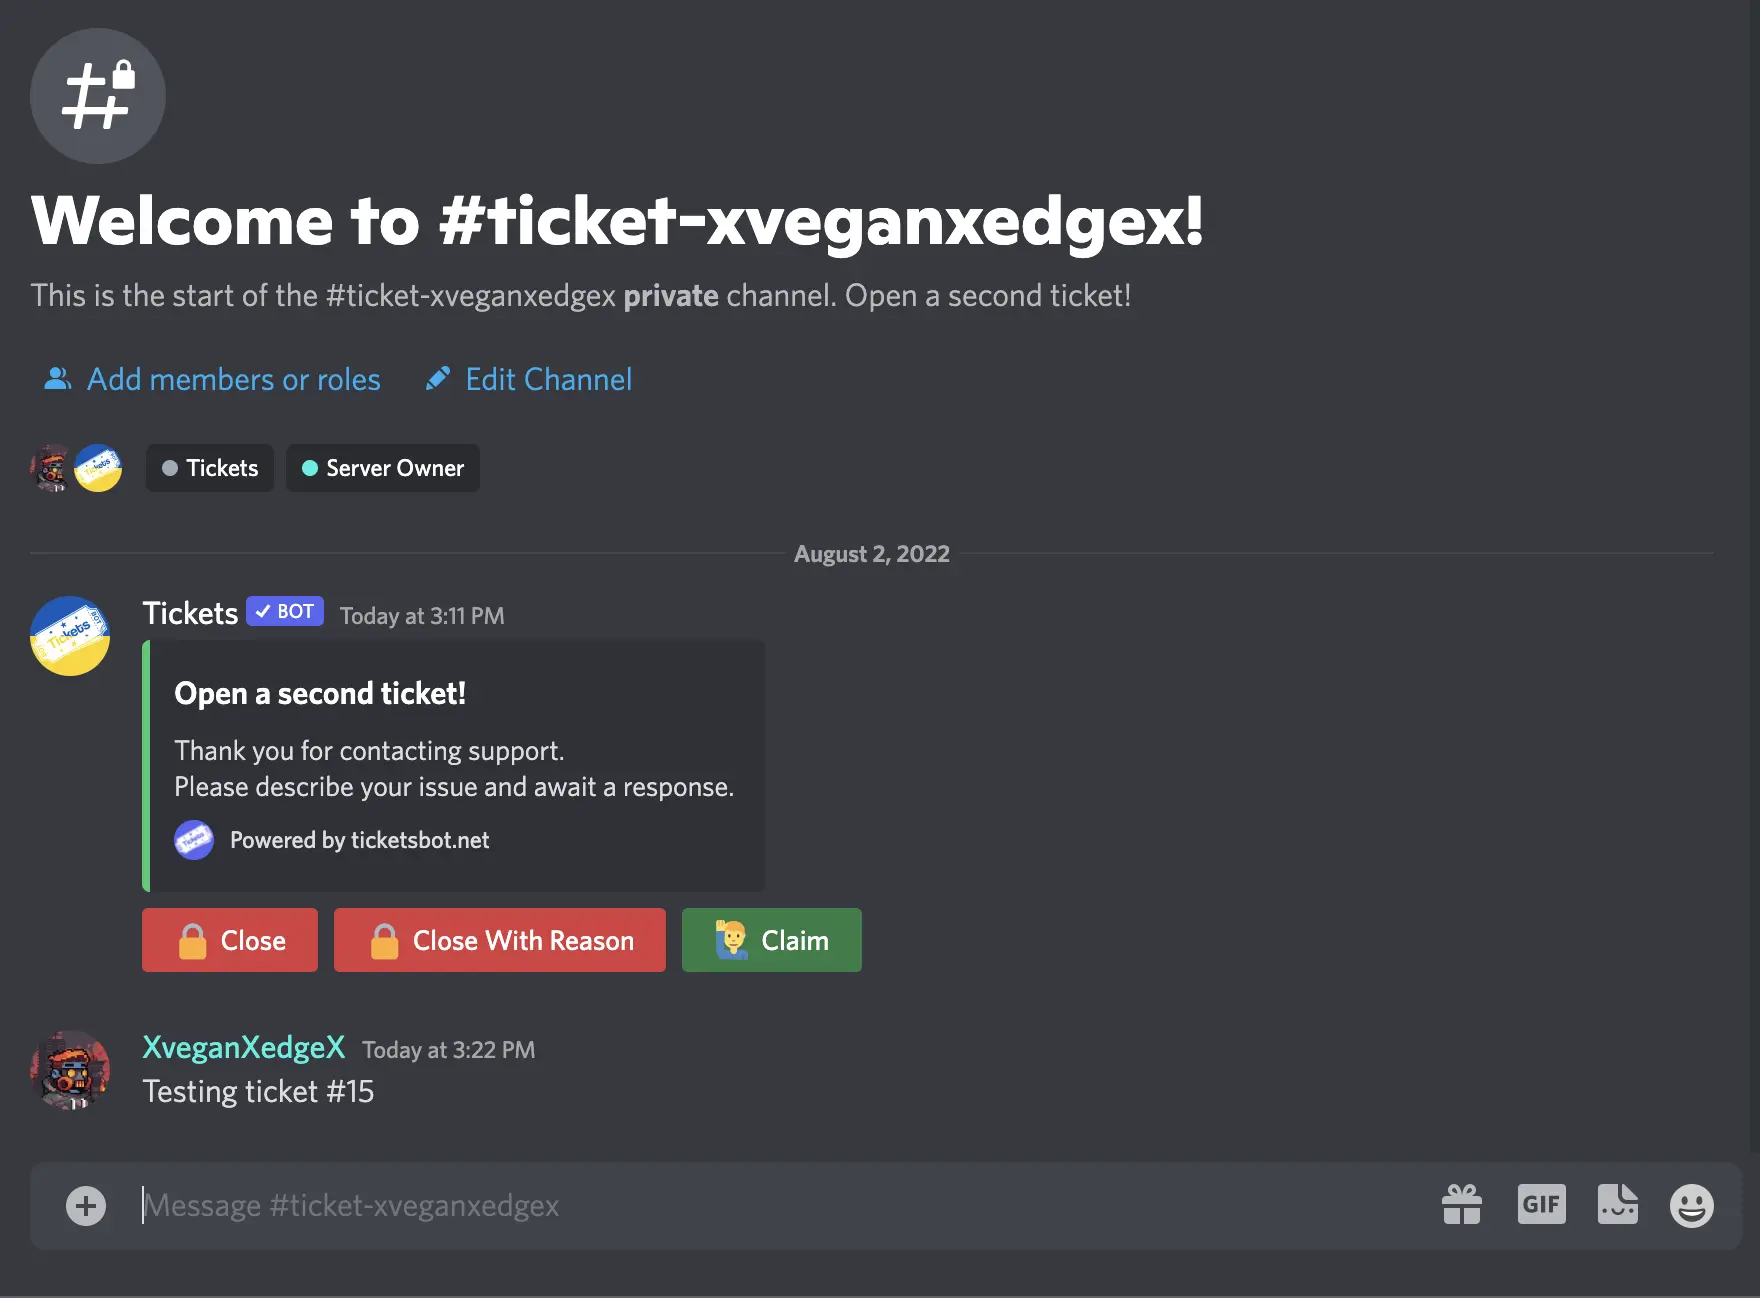 Welcome to #ticket-xveganxedgex!
This is the start of the #ticket-xveganxedgex private channel. Open a second ticket!
Add members or roles Edit Channel
Tickets Server Owner
August 2, 2022
Tickets BOT Today at 3:11 PM
Open a second ticket!
Thank you for contacting support.
Please describe your issue and await a response.
Powered by ticketsbot.net
Close Close With Reason Claim
XveganXedgeX Today at 3:22 PM
Testing ticket #15
Message #ticket-xveganxedgex GIF